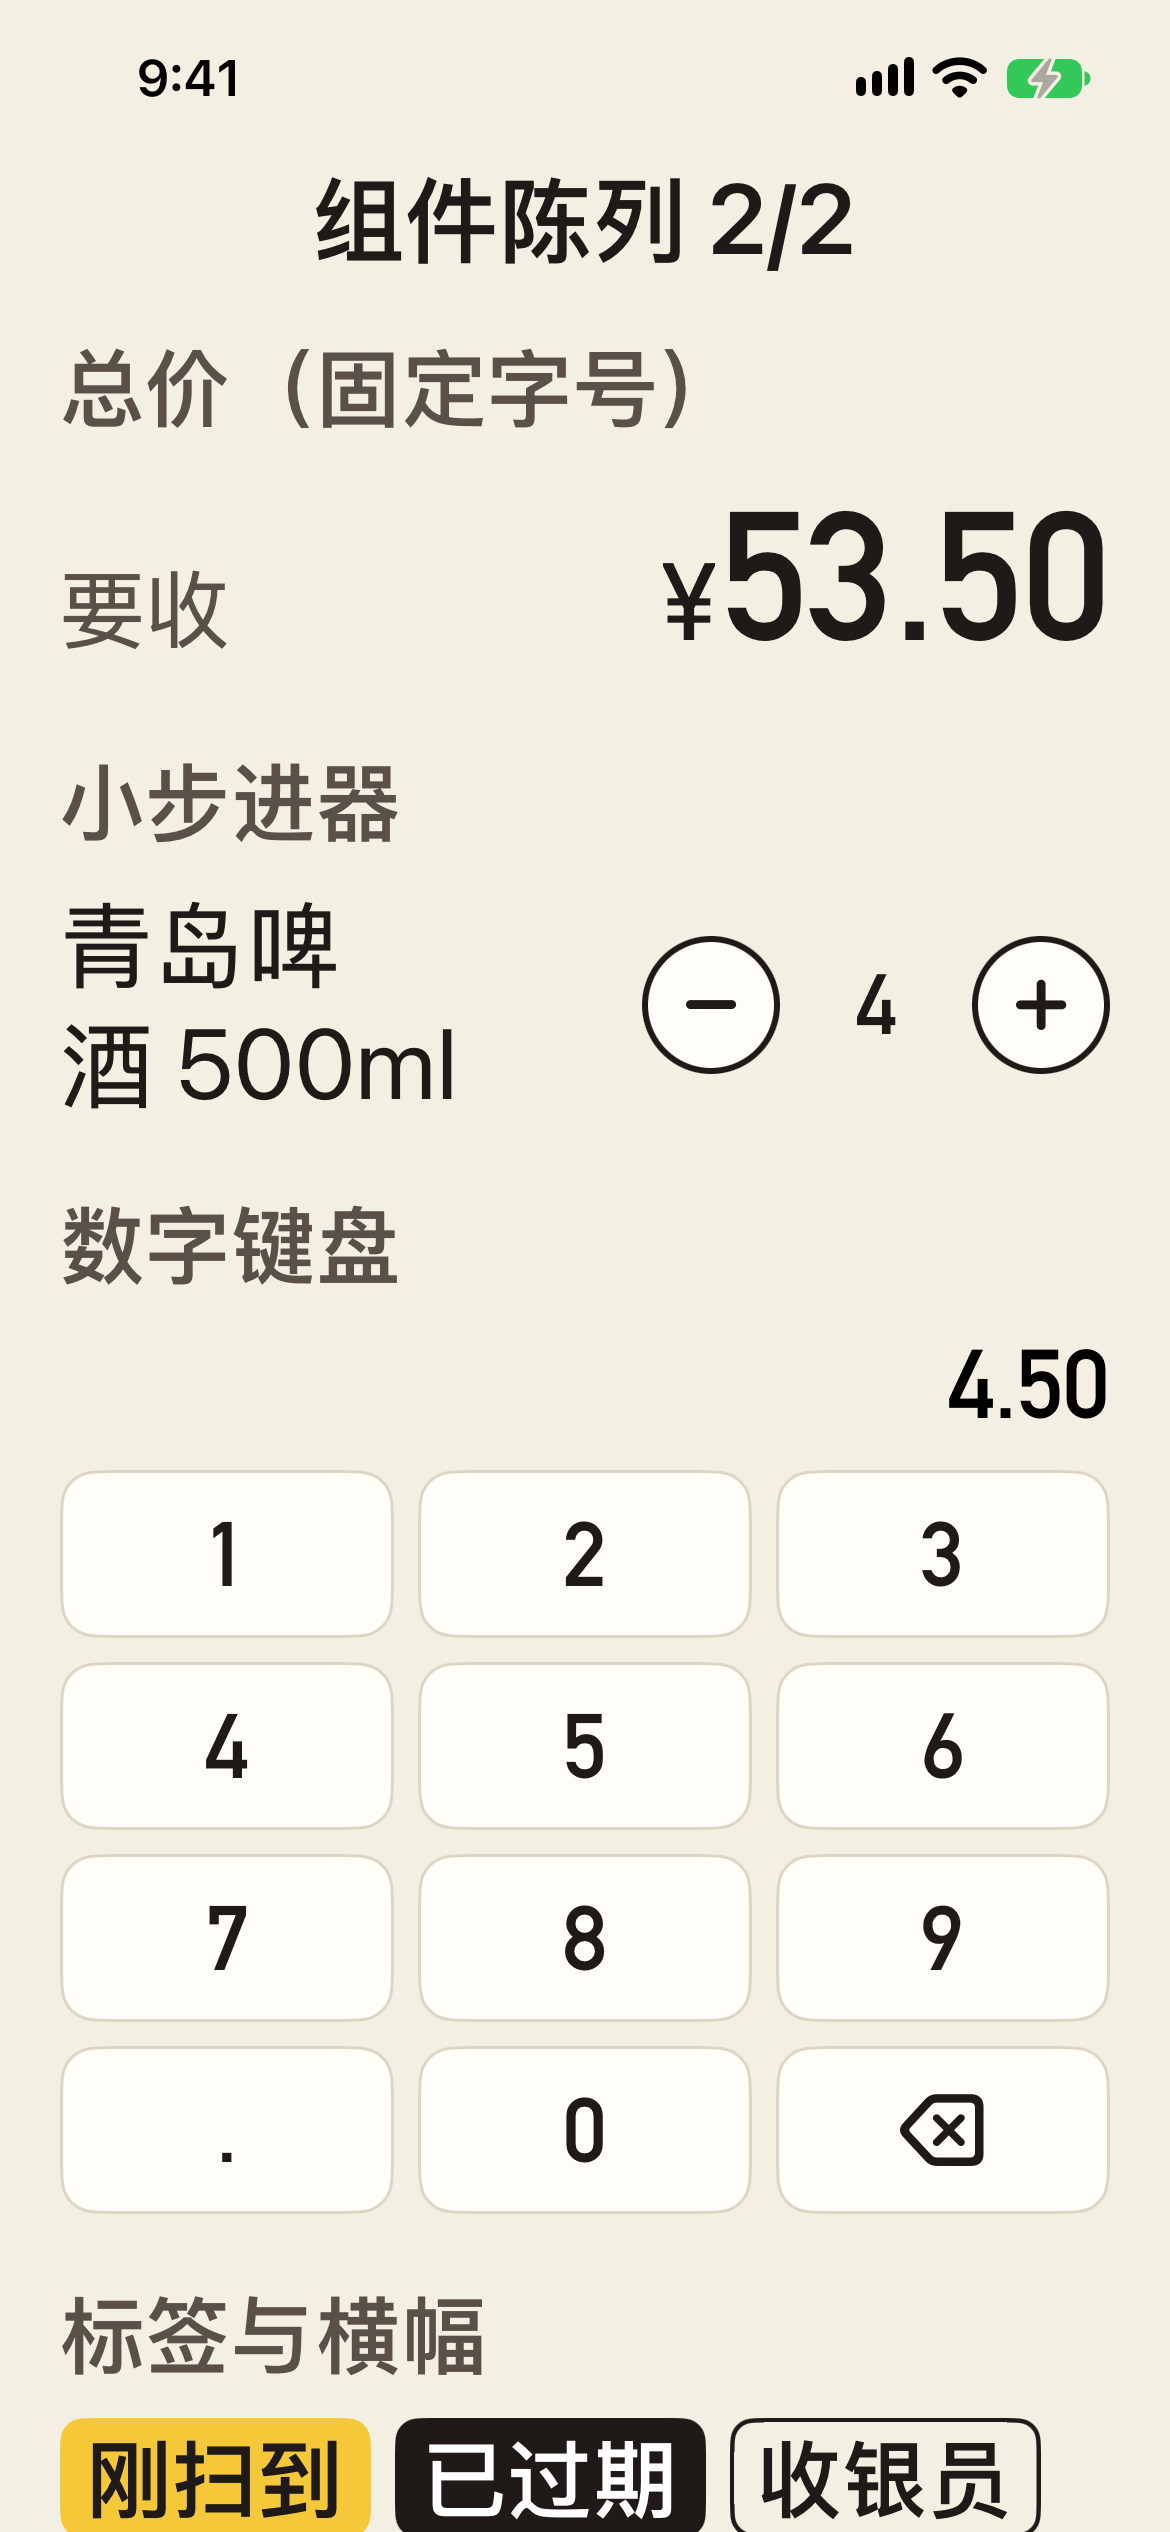 9:41
组件陈列 2/2
总价（固定字号）
要收 ¥53.50
小步进器
青岛啤
酒 500ml
− 4 +
数字键盘
4.50
1 2 3
4 5 6
7 8 9
. 0
标签与横幅
刚扫到 已过期 收银员